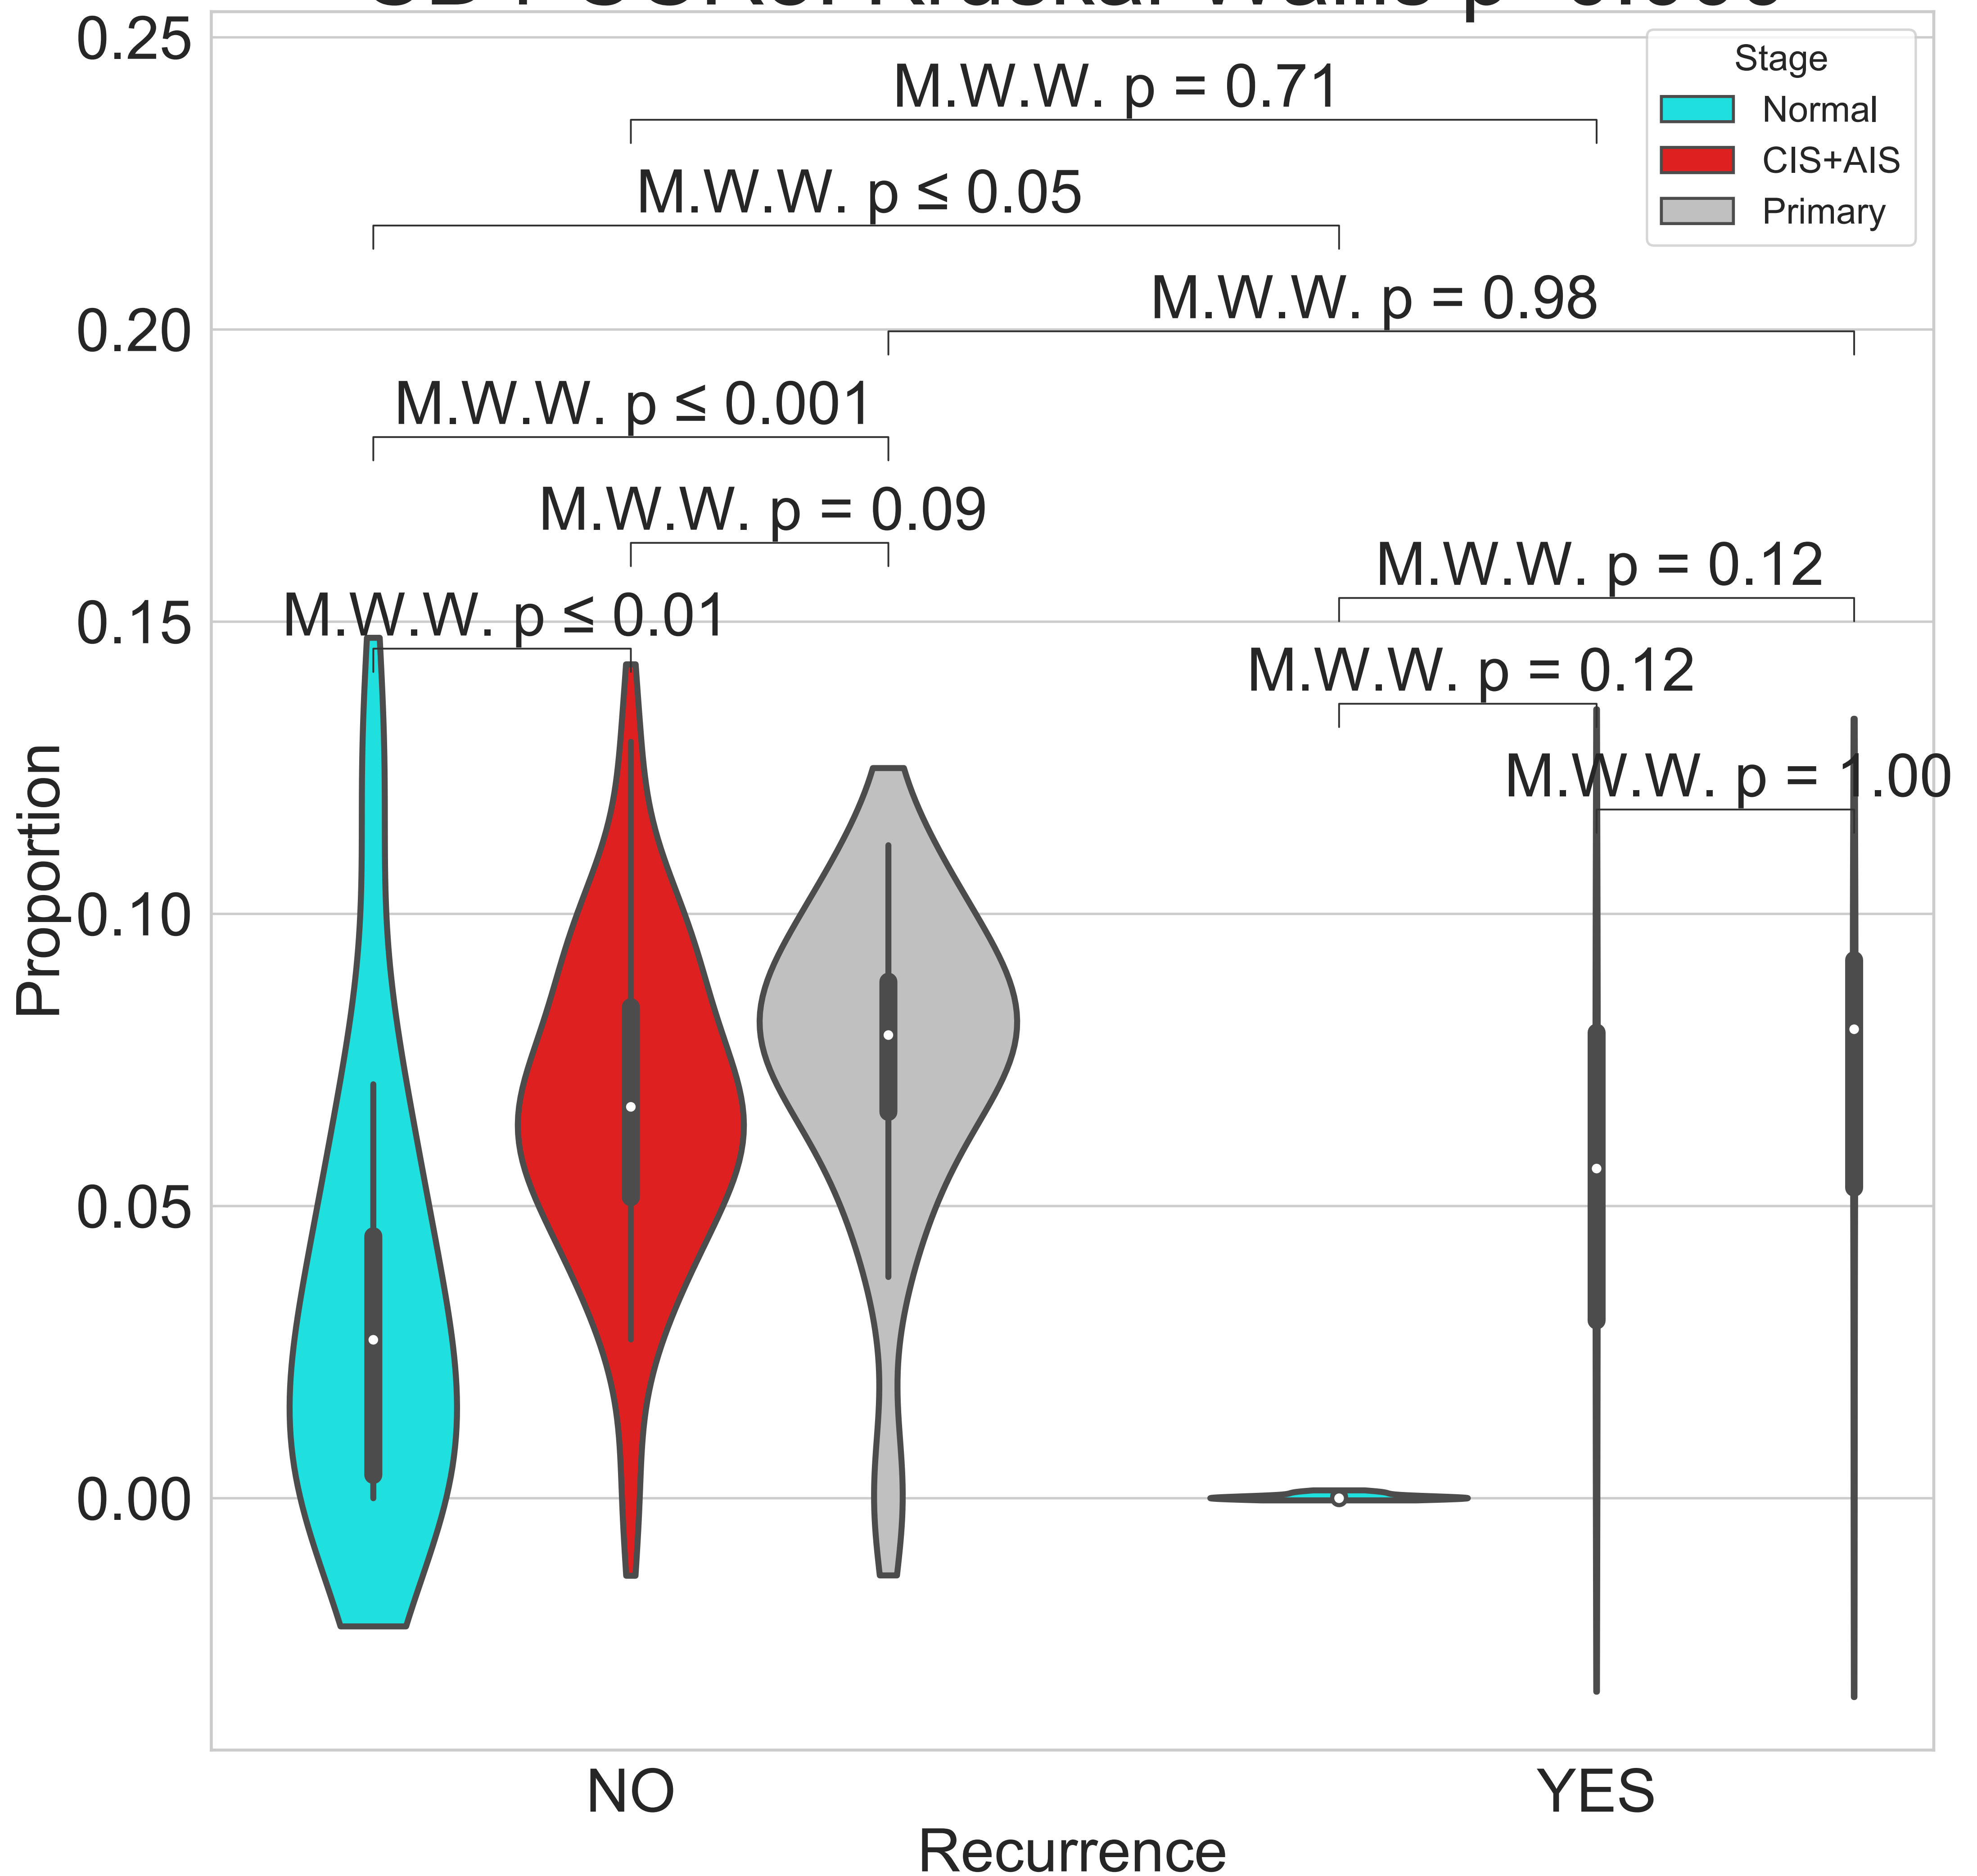 0.25
M.W.W. p = 0.71
Stage
Normal
CIS+AIS
Primary
M.W.W. p ≤ 0.05
M.W.W. p = 0.98
0.20
M.W.W. p ≤ 0.001
M.W.W. p = 0.09
M.W.W. p = 0.12
0.15
M.W.W. p ≤ 0.01
M.W.W. p = 0.12
M.W.W. p = 1.00
Proportion
0.10
0.05
0.00
NO
YES
Recurrence